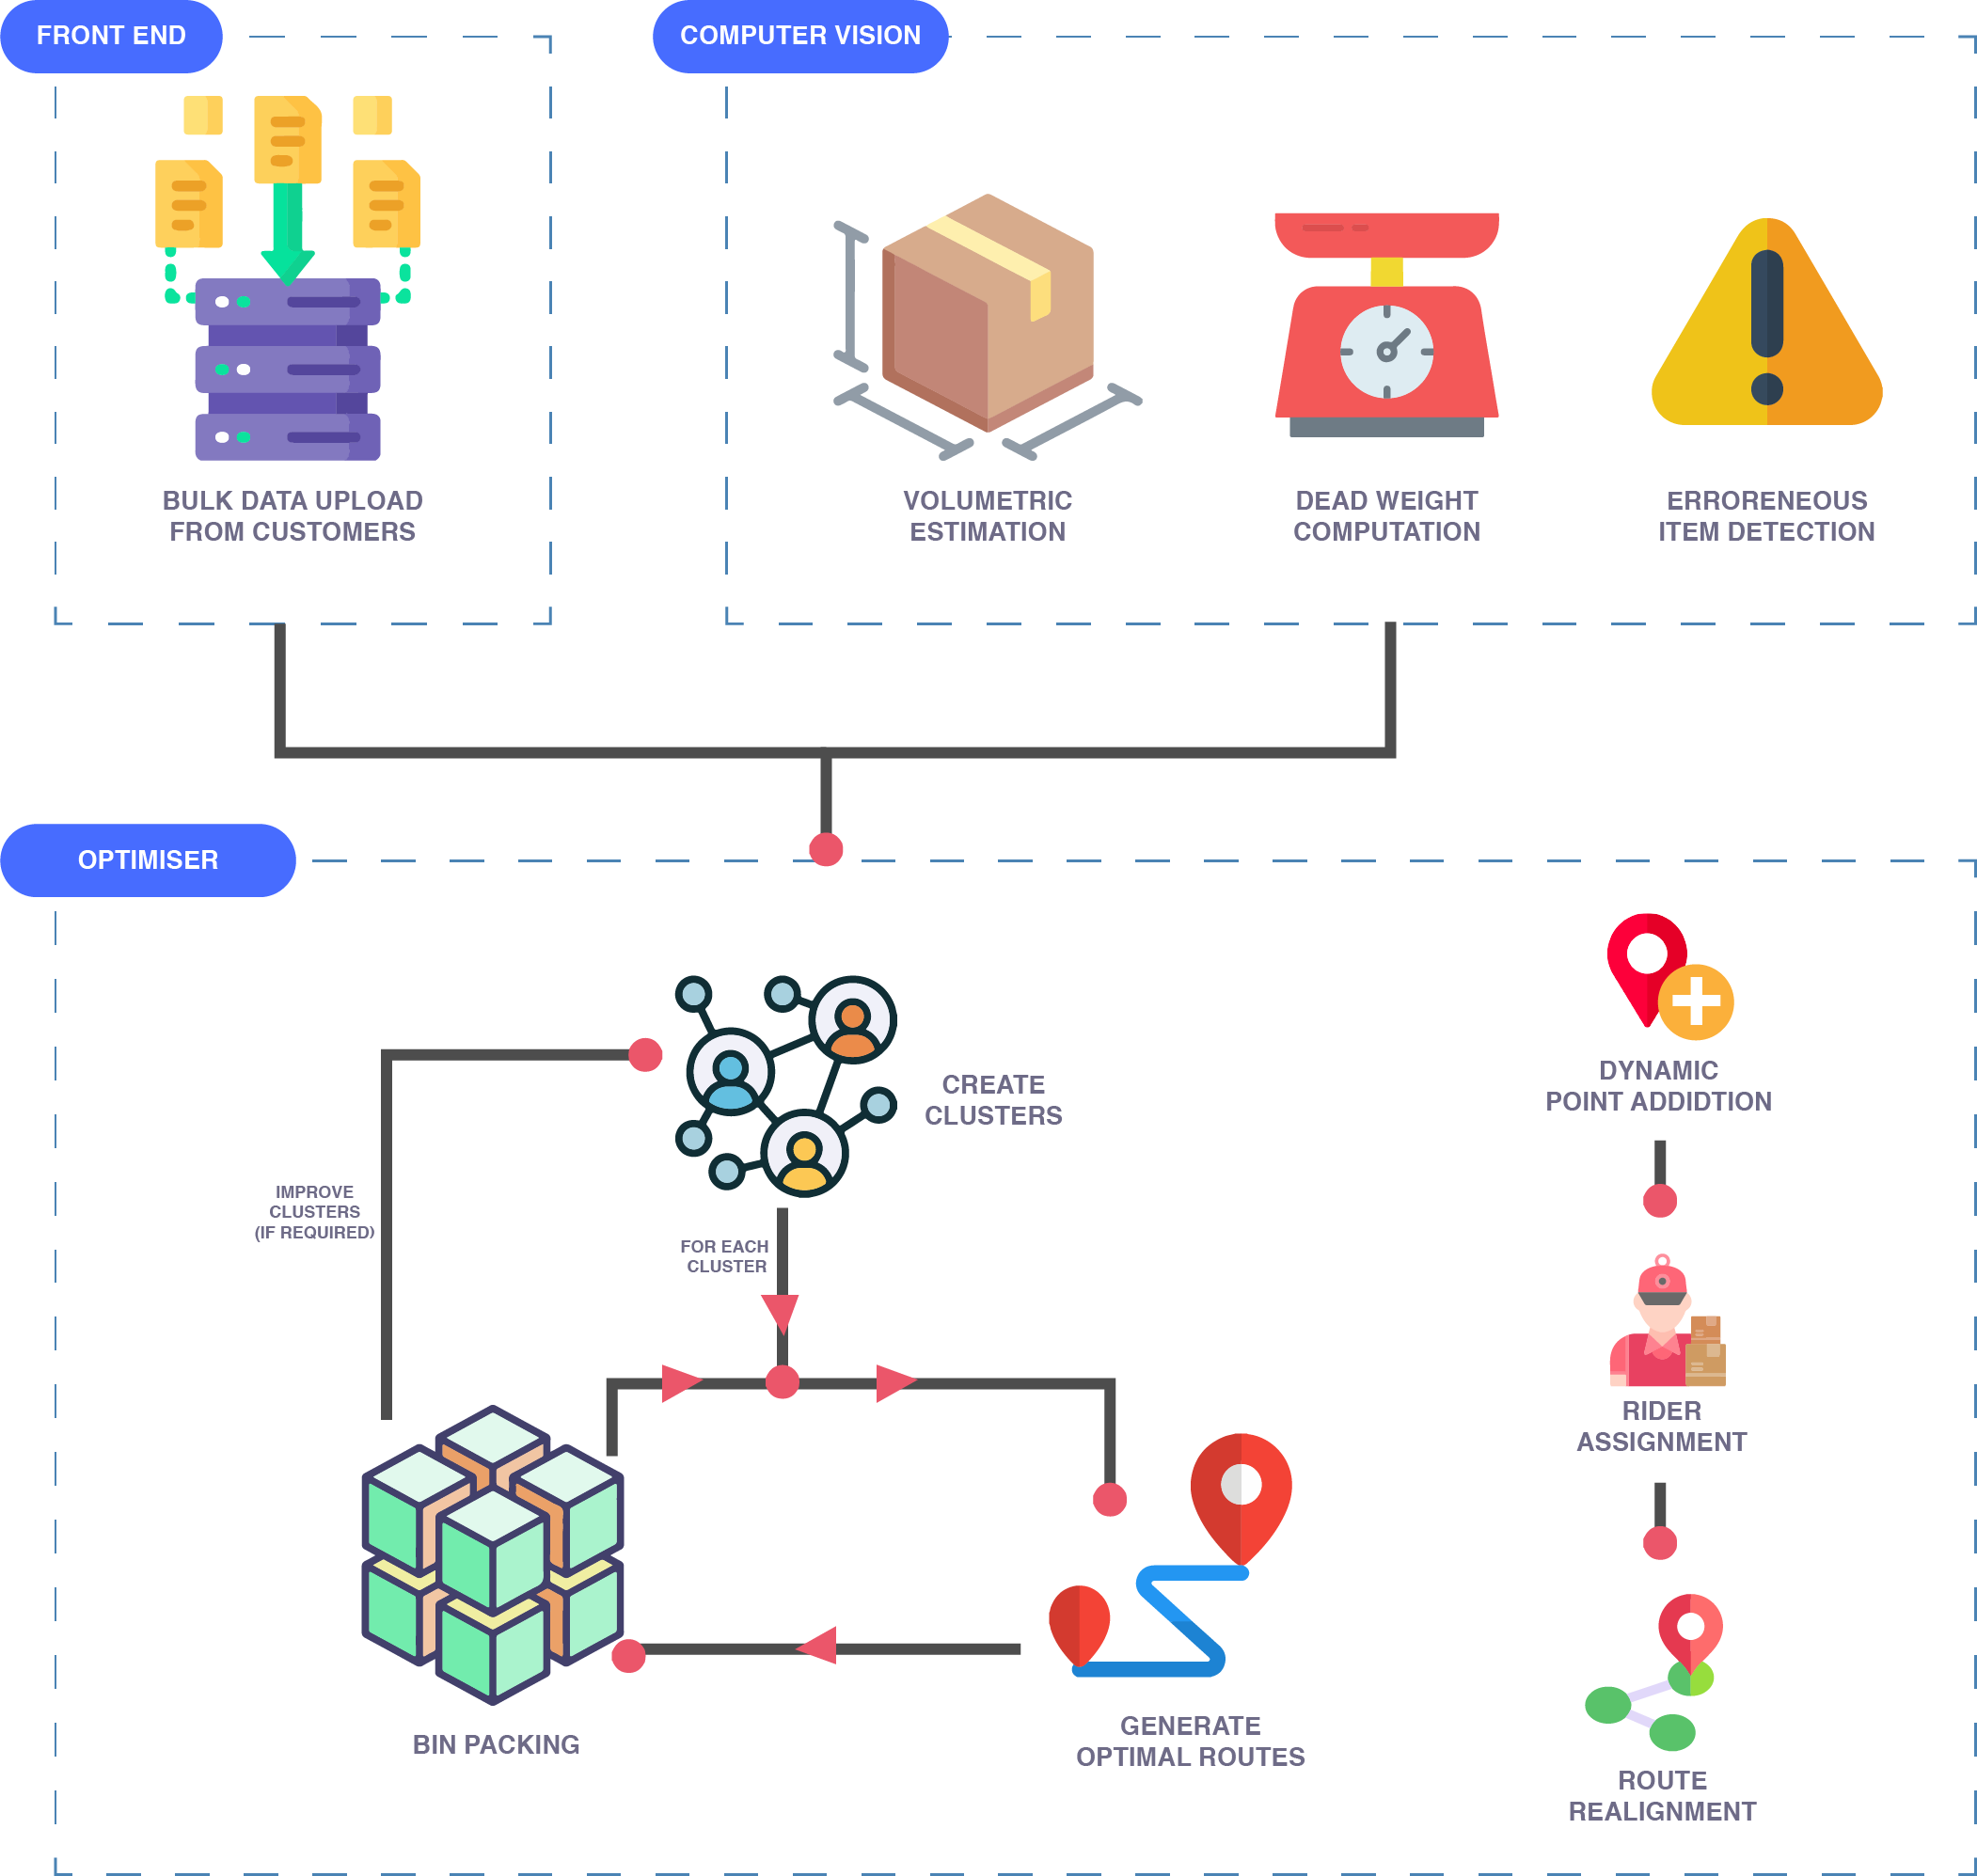 FRONT END
COMPUTER VISION
BULK DATA UPLOAD
FROM CUSTOMERS
VOLUMETRIC
ESTIMATION
DEAD WEIGHT
COMPUTATION
ERRORENEOUS
ITEM DETECTION
OPTIMISER
CREATE
CLUSTERS
IMPROVE
CLUSTERS
(IF REQUIRED)
FOR EACH
CLUSTER
BIN PACKING
GENERATE
OPTIMAL ROUTES
DYNAMIC
POINT ADDIDTION
RIDER
ASSIGNMENT
ROUTE
REALIGNMENT